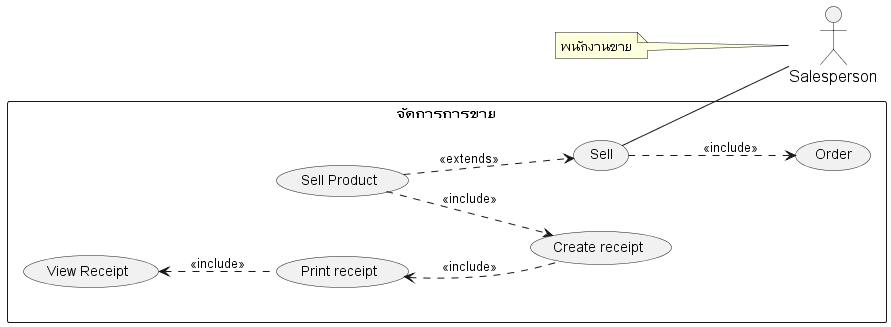 พนักงานขาย
Salesperson
จัดการการขาย
Sell
«include»
Order
«extends»
Sell Product
«include»
Create receipt
View Receipt
«include»
Print receipt
«include»